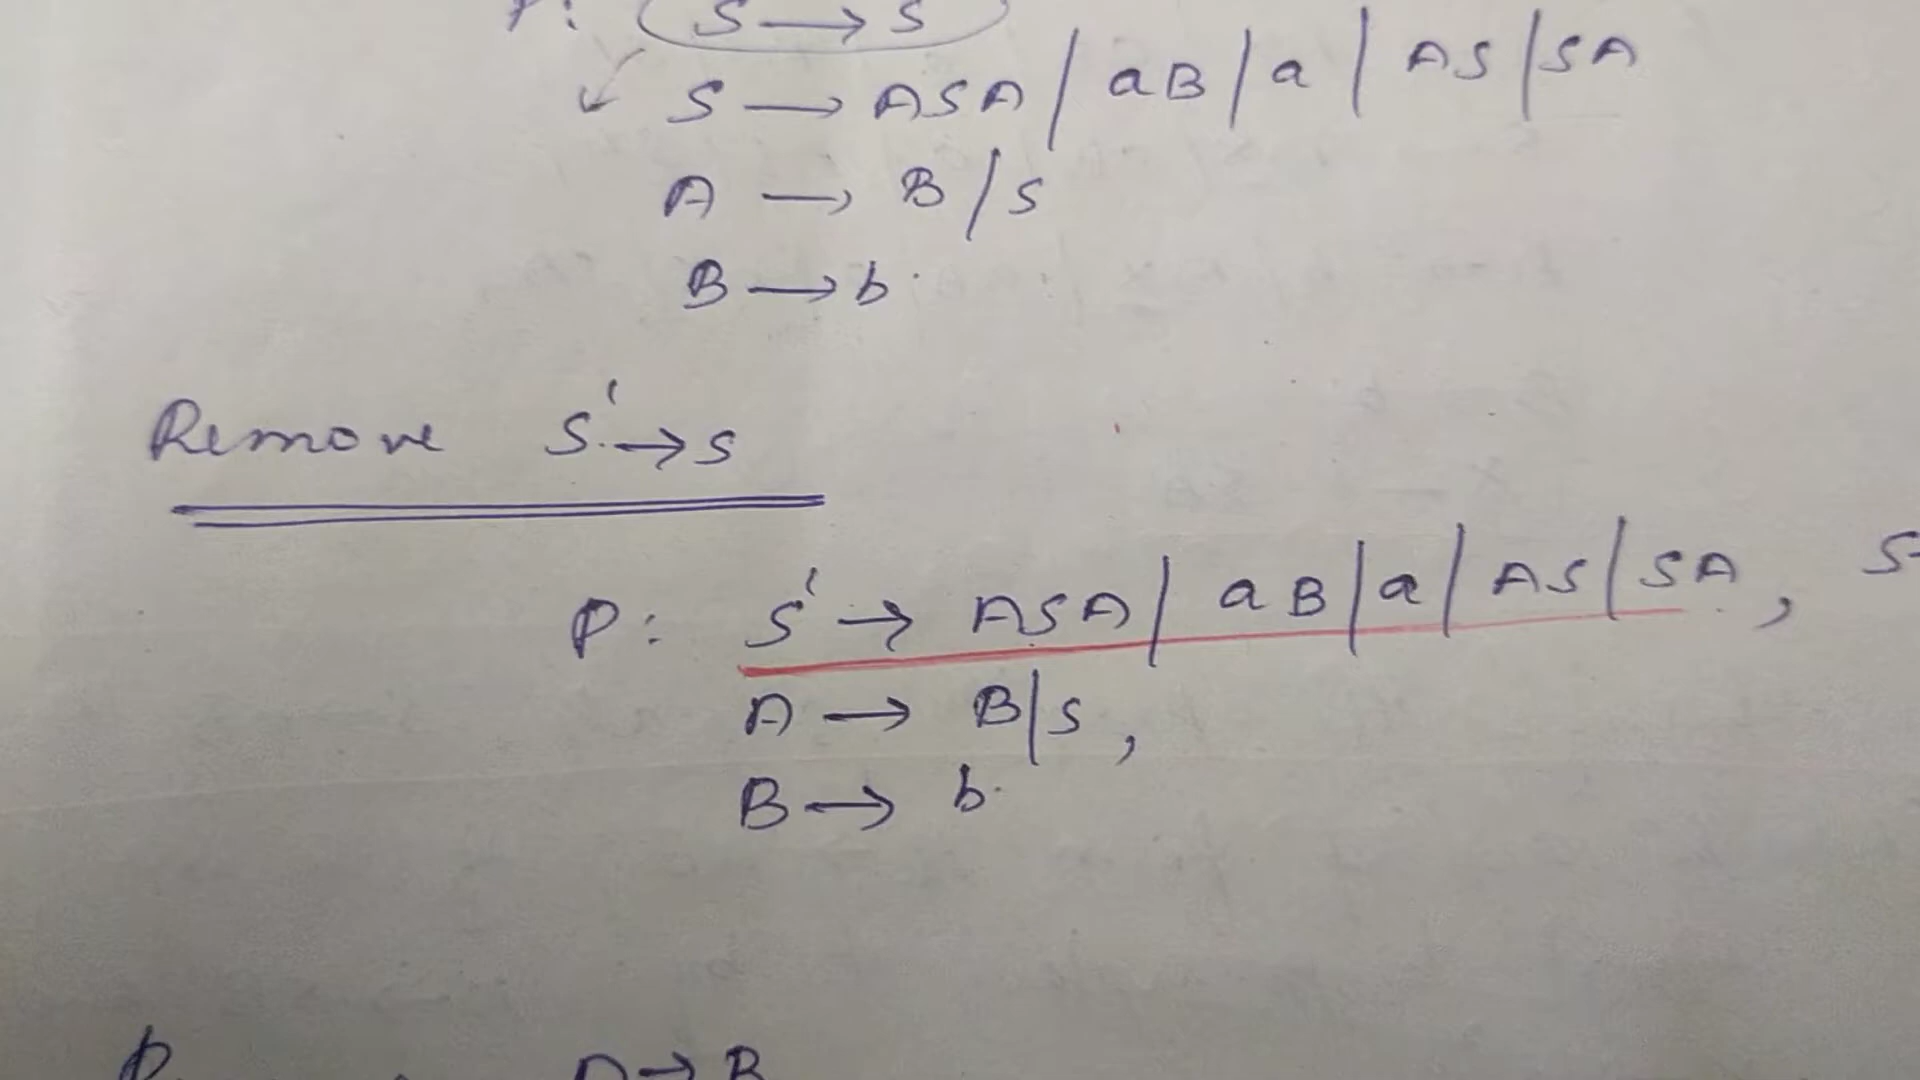 P: S → S
S → ASA / aB / a / AS / SA
A → B / S
B → b.
Remove S' → S
P: S' → ASA / aB / a / AS / SA , S
A → B / S ,
B → b.
A → B